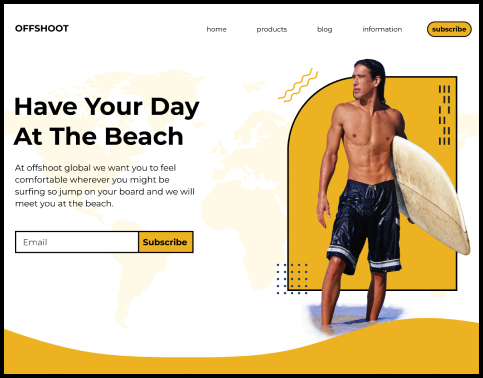 OFFSHOOT
home products blog information subscribe
Have Your Day
At The Beach
At offshoot global we want you to feel
comfortable wherever you might be
surfing so jump on your board and we will
meet you at the beach.
Email Subscribe